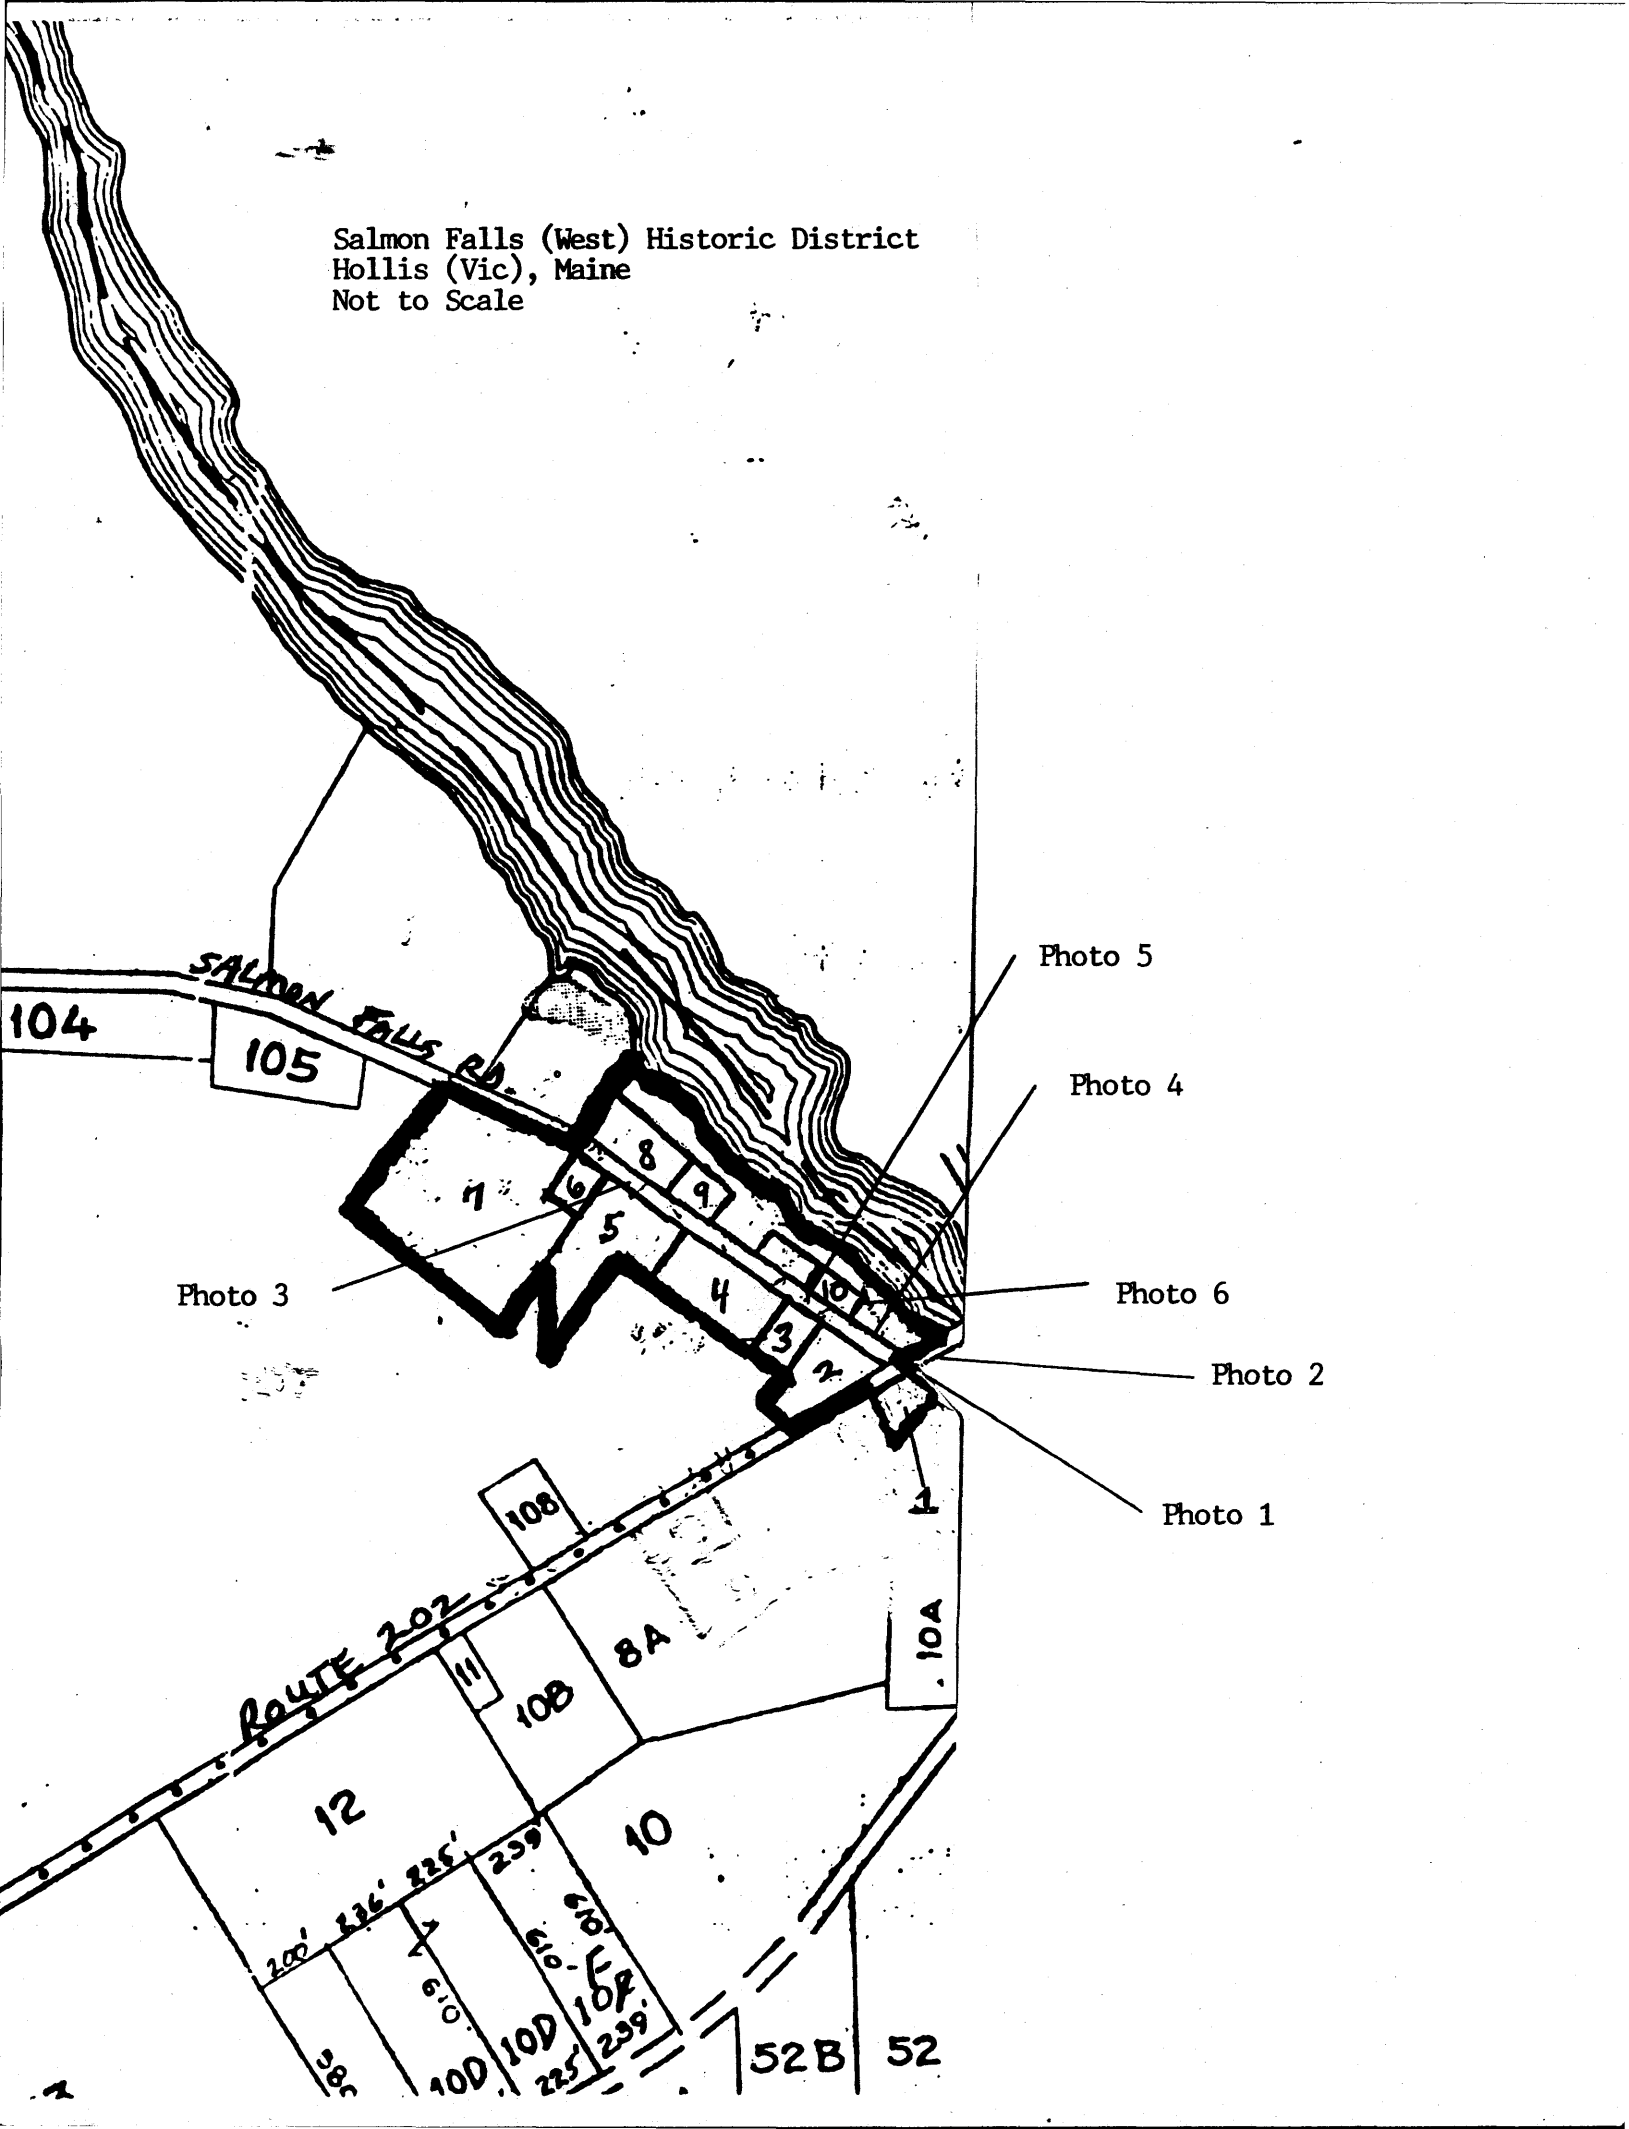 Salmon Falls (West) Historic District
Hollis (Vic), Maine
Not to Scale
Photo 5
SALMON FALLS RD.
104
105
Photo 4
8
7
6
9
5
Photo 3
4
10
Photo 6
3
2
Photo 2
1
Photo 1
108
ROUTE 202
8A
10A
11
10B
12
10
239'
225'
236'
200'
610'
610
610
10D
10D
239'
225'
52B
52